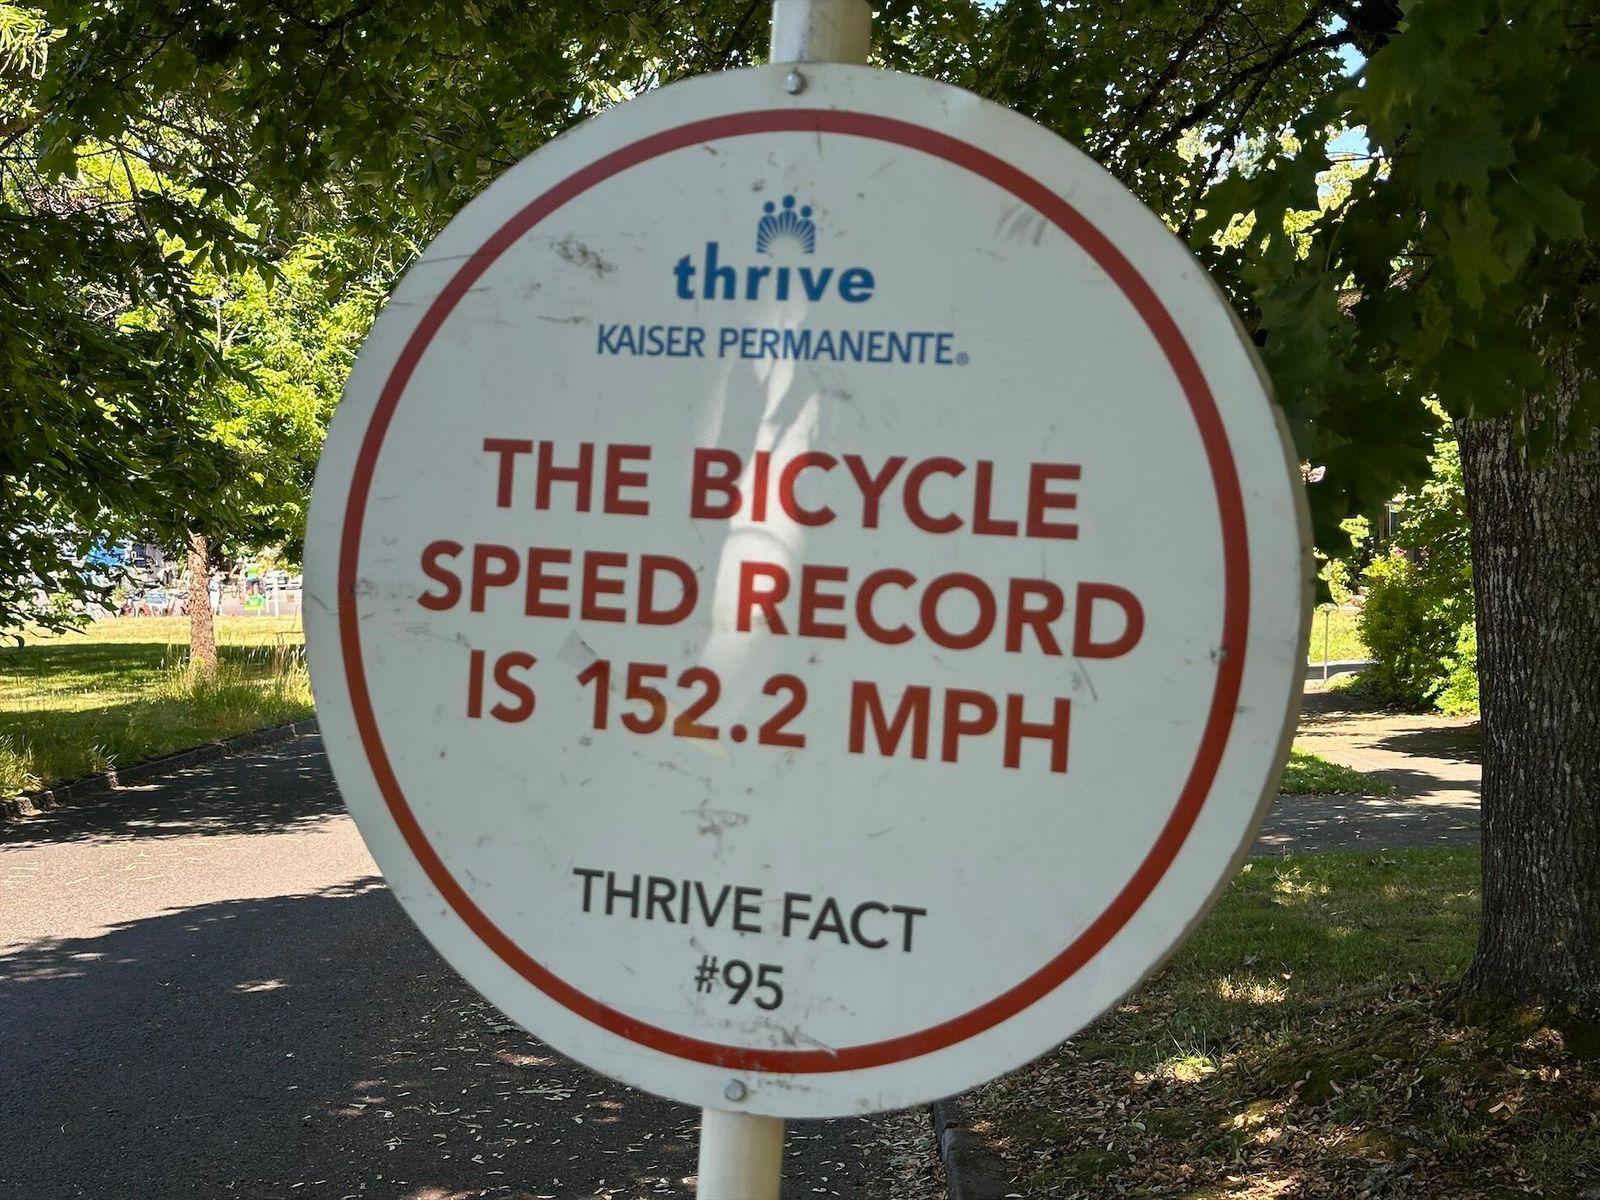 thrive
KAISER PERMANENTE®
THE BICYCLE
SPEED RECORD
IS 152.2 MPH
THRIVE FACT
#95